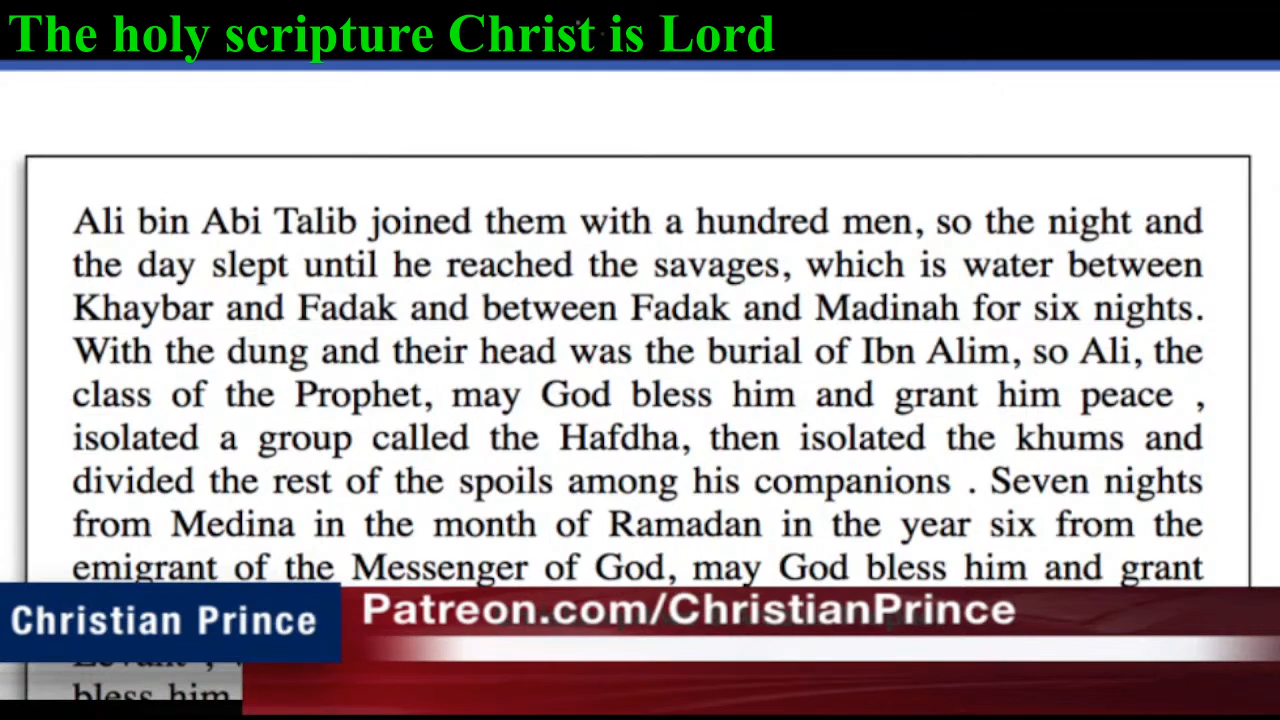 The holy scripture Christ is Lord
Ali bin Abi Talib joined them with a hundred men, so the night and
the day slept until he reached the savages, which is water between
Khaybar and Fadak and between Fadak and Madinah for six nights.
With the dung and their head was the burial of Ibn Alim, so Ali, the
class of the Prophet, may God bless him and grant him peace ,
isolated a group called the Hafdha, then isolated the khums and
divided the rest of the spoils among his companions . Seven nights
from Medina in the month of Ramadan in the year six from the
emigrant of the Messenger of God, may God bless him and grant
Patreon.com/ChristianPrince
Christian Prince
bless him